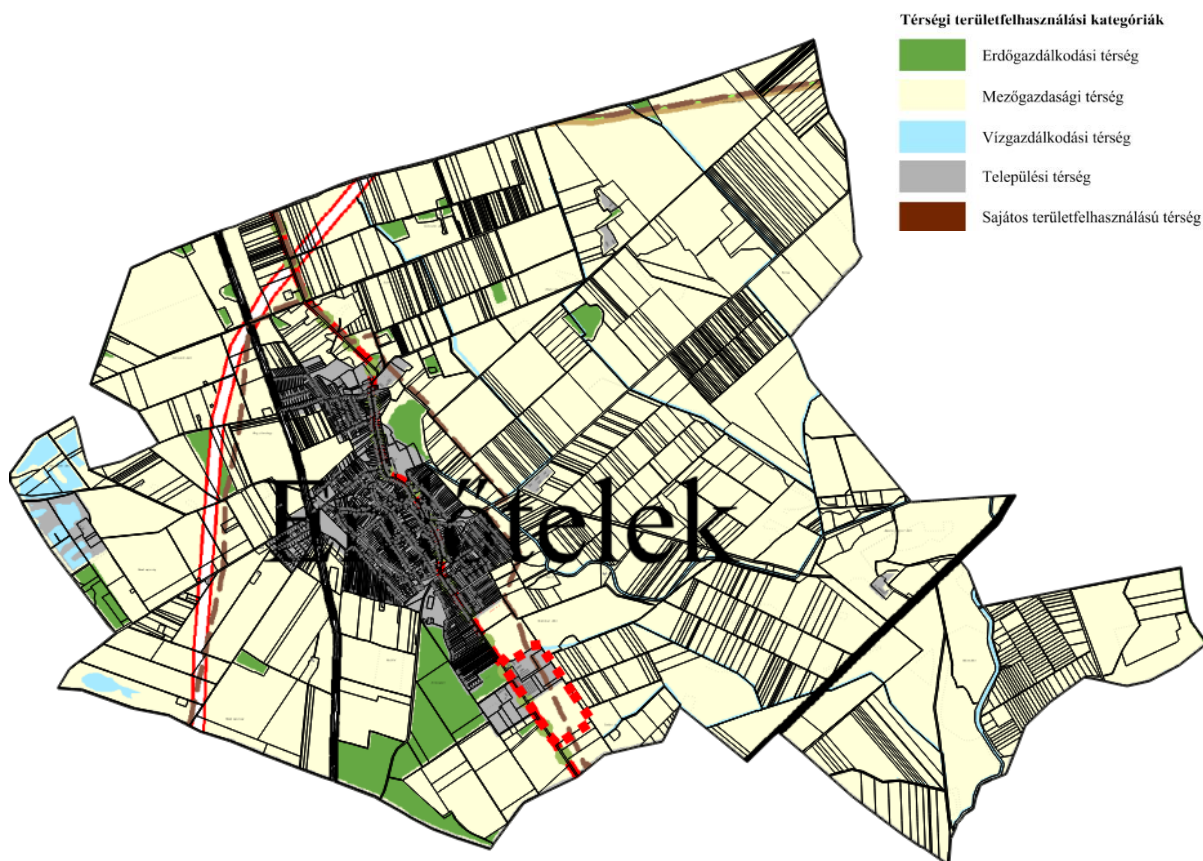 Térségi területfelhasználási kategóriák
Erdőgazdálkodási térség
Mezőgazdasági térség
Vízgazdálkodási térség
Települési térség
Sajátos területfelhasználású térség